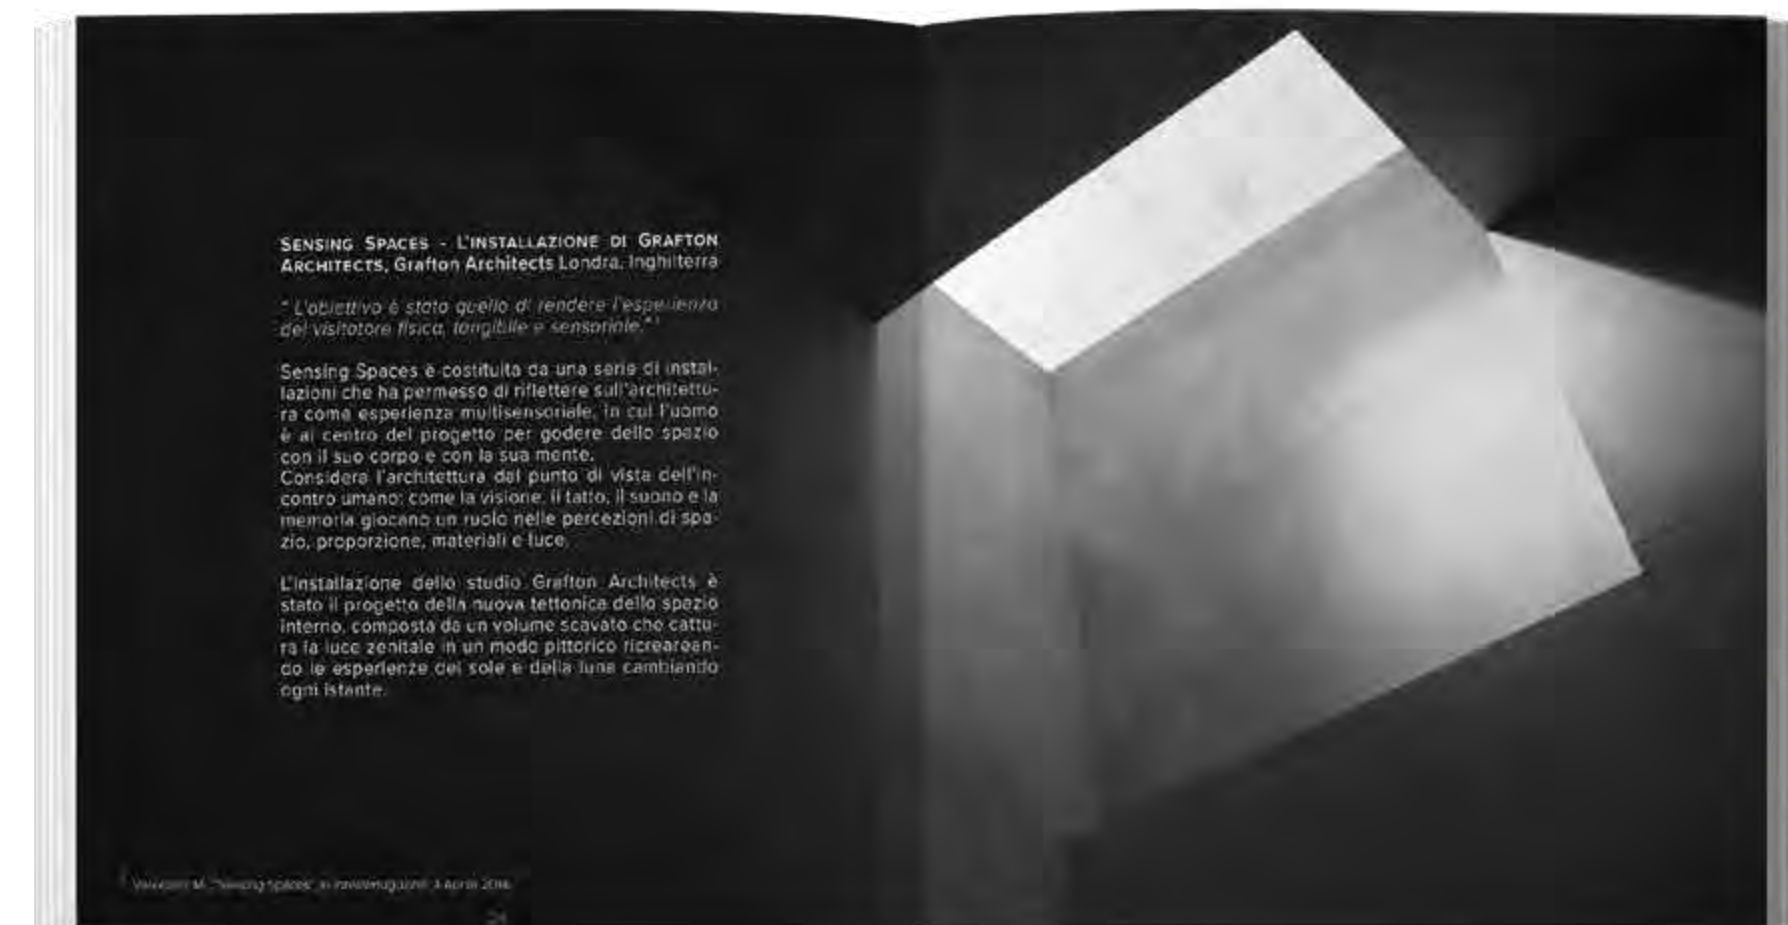 SENSING SPACES - L'INSTALLAZIONE DI GRAFTON
ARCHITECTS, Grafton Architects Londra, Inghilterra
“ L'obiettivo è stato quello di rendere l'esperienza
del visitatore fisica, tangibile e sensoriale.” ¹
Sensing Spaces è costituita da una serie di instal-
lazioni che ha permesso di riflettere sull'architettu-
ra come esperienza multisensoriale, in cui l'uomo
è al centro del progetto per godere dello spazio
con il suo corpo e con la sua mente.
Considera l'architettura dal punto di vista dell'in-
contro umano: come la visione, il tatto, il suono e la
memoria giocano un ruolo nelle percezioni di spa-
zio, proporzione, materiali e luce.
L'installazione dello studio Grafton Architects è
stato il progetto della nuova tettonica dello spazio
interno, composta da un volume scavato che cattu-
ra la luce zenitale in un modo pittorico ricrearean-
do le esperienze del sole e della luna cambiando
ogni istante.
M. "Sensing Spaces", in